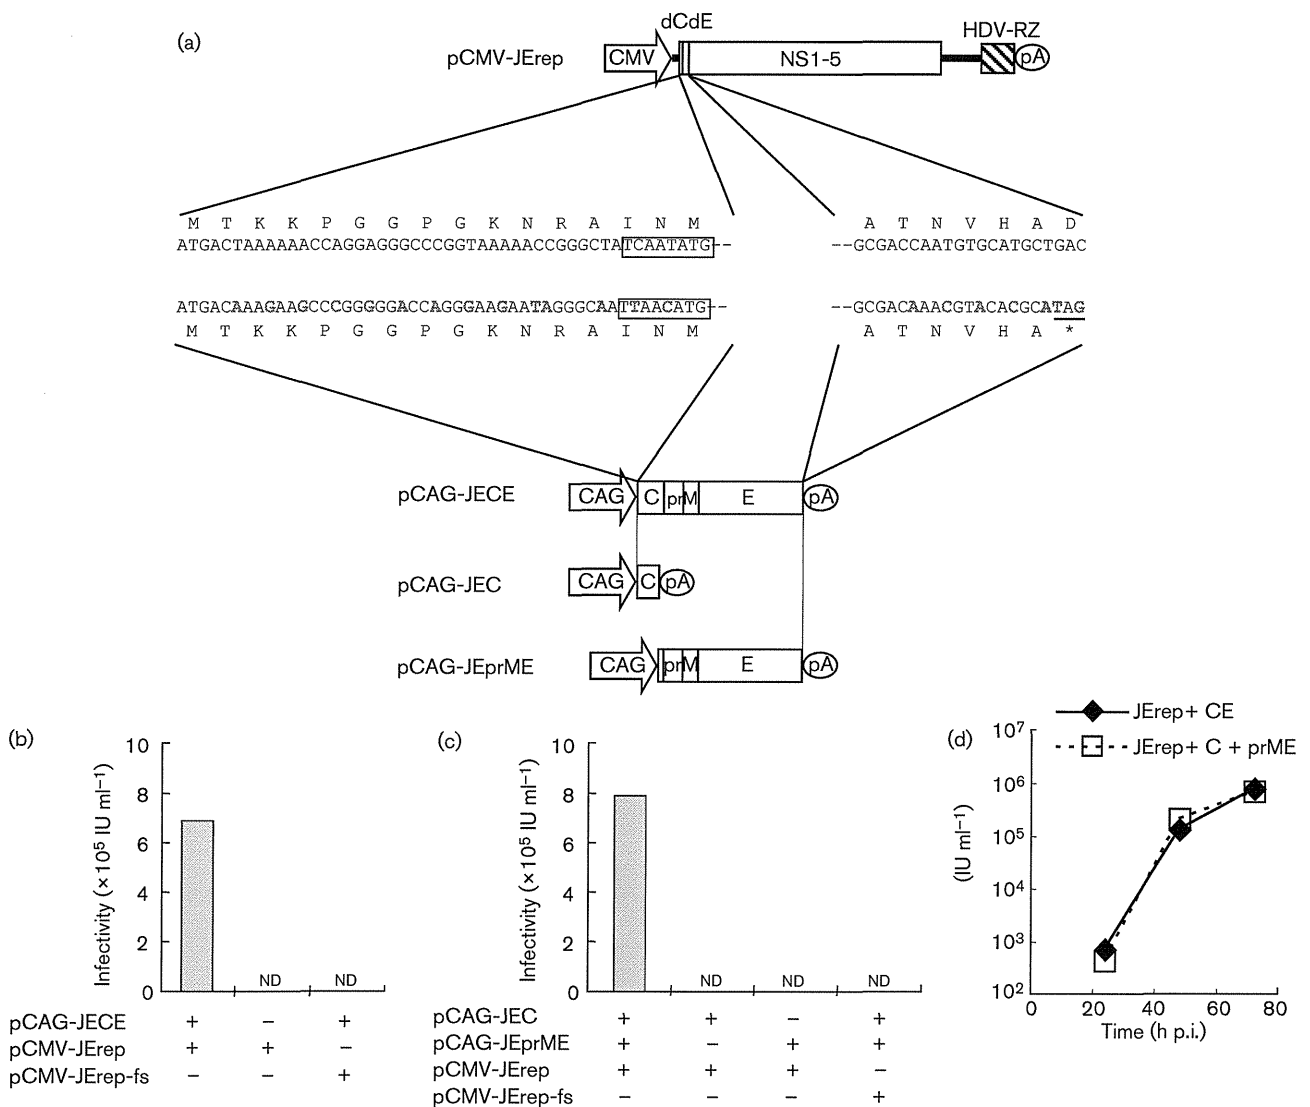 (a)
dCdE
HDV-RZ
pCMV-JErep CMV NS1-5 pA
M T K K P G G P G K N R A I N M A T N V H A D
ATGACTAAAAAACCAGGAGGGCCCGGTAAAAACCGGGCTATCAATATG-- --GCGACCAATGTGCATGCTGAC
ATGACAAAGAAGCCCGGGGGACCAGGGAAGAATAGGGCAATTAACATG-- --GCGACAAACGTACACGCATAG
M T K K P G G P G K N R A I N M A T N V H A *
pCAG-JECE CAG C prM E pA
pCAG-JEC CAG C pA
pCAG-JEprME CAG prM E pA
(b)
Infectivity (×10⁵ IU ml⁻¹)
10
8
6
4
2
0
ND ND
pCAG-JECE + − +
pCMV-JErep + + −
pCMV-JErep-fs − − +
(c)
Infectivity (×10⁵ IU ml⁻¹)
10
8
6
4
2
0
ND ND ND
pCAG-JEC + + − +
pCAG-JEprME + − + +
pCMV-JErep + + + −
pCMV-JErep-fs − − − +
(d)
JErep+ CE
JErep+ C + prME
(IU ml⁻¹)
10⁷
10⁶
10⁵
10⁴
10³
10²
0 20 40 60 80
Time (h p.i.)